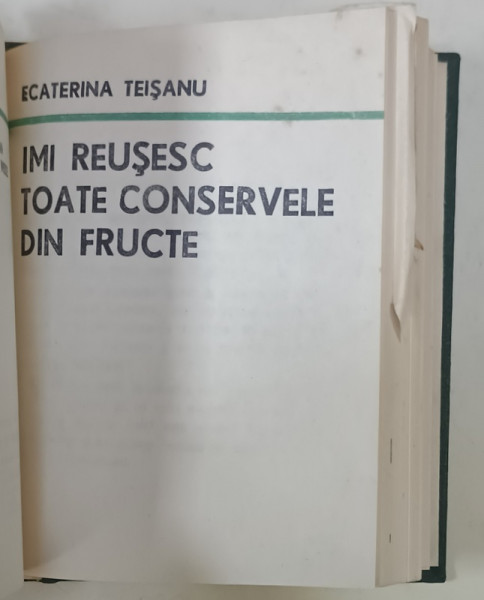 ECATERINA TEIŞANU
IMI REUŞESC
TOATE CONSERVELE
DIN FRUCTE